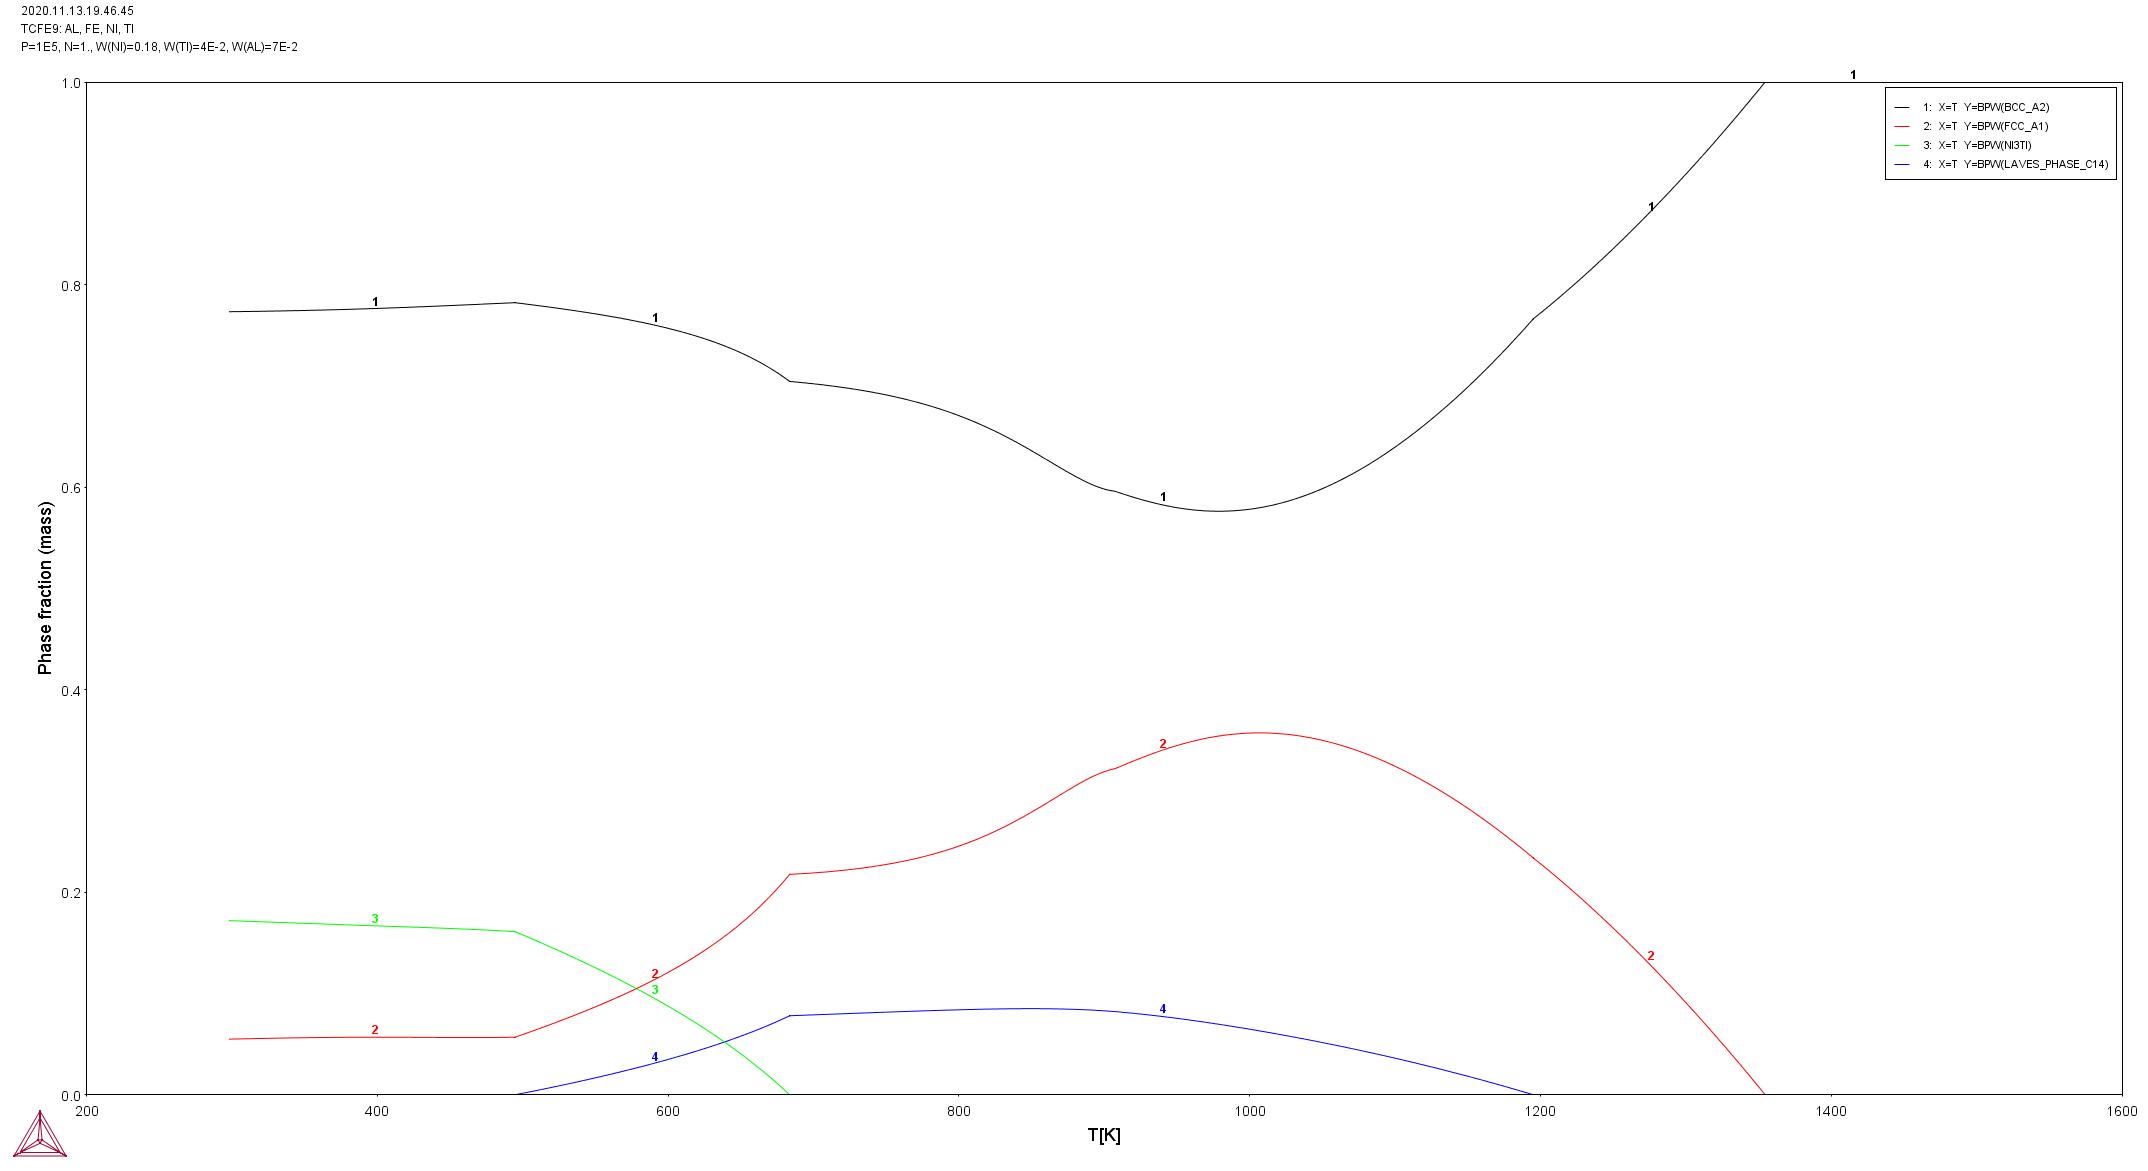 2020.11.13.19.46.45
TCFE9: AL, FE, NI, TI
P=1E5, N=1., W(NI)=0.18, W(TI)=4E-2, W(AL)=7E-2
1
1: X=T Y=BPW(BCC_A2)
2: X=T Y=BPW(FCC_A1)
3: X=T Y=BPW(NI3TI)
4: X=T Y=BPW(LAVES_PHASE_C14)
1.0
0.8
0.6
0.4
0.2
0.0
Phase fraction (mass)
1
1
1
1
2
3
2
2
3
2
4
4
200 400 600 800 1000 1200 1400 1600
T[K]